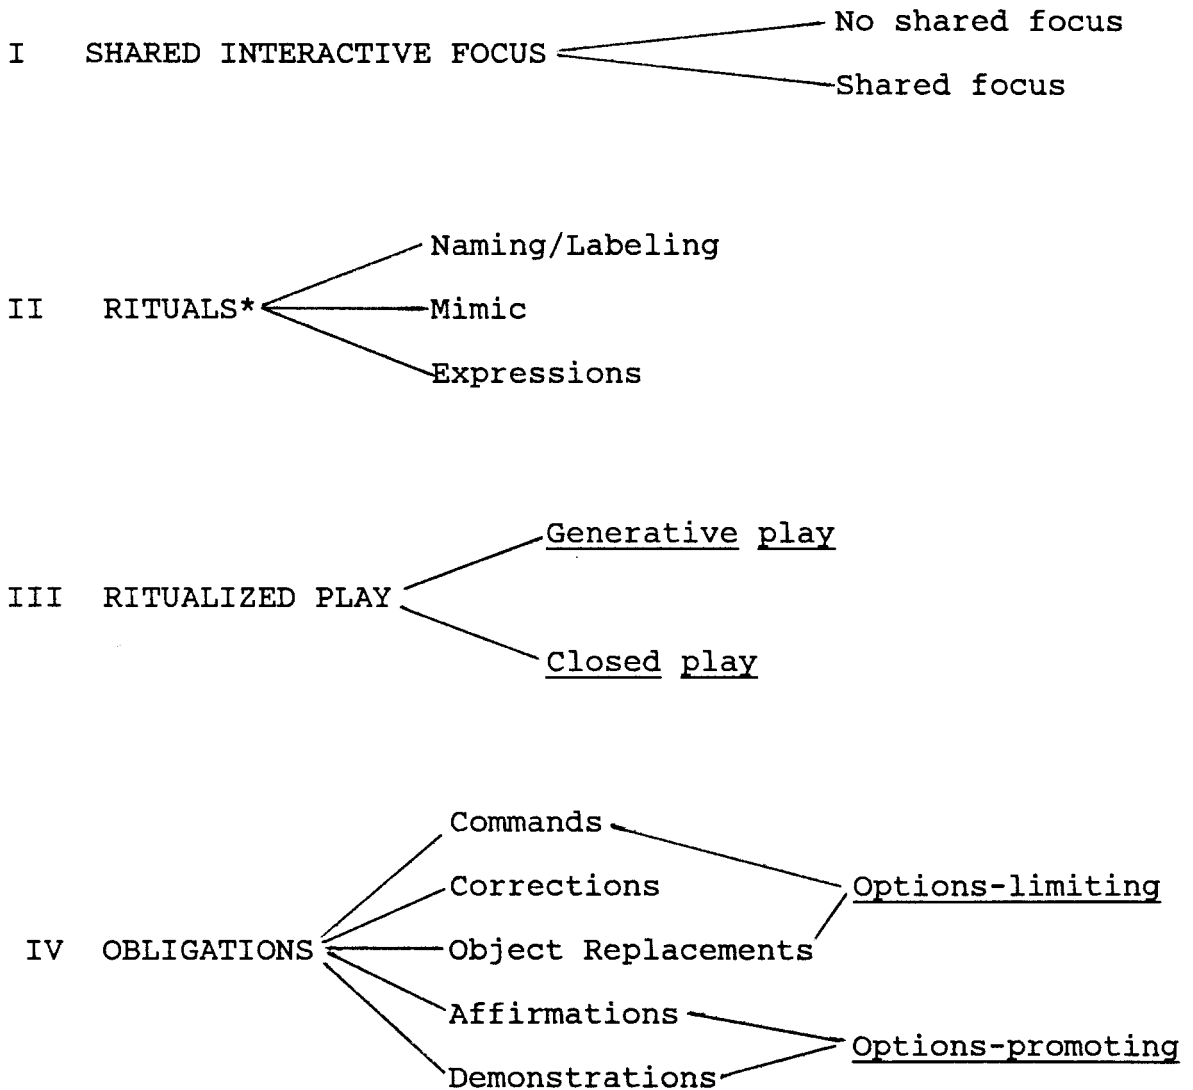 No shared focus
I SHARED INTERACTIVE FOCUS
Shared focus
Naming/Labeling
II RITUALS*
Mimic
Expressions
Generative play
III RITUALIZED PLAY
Closed play
Commands
Corrections
Options-limiting
IV OBLIGATIONS
Object Replacements
Affirmations
Options-promoting
Demonstrations